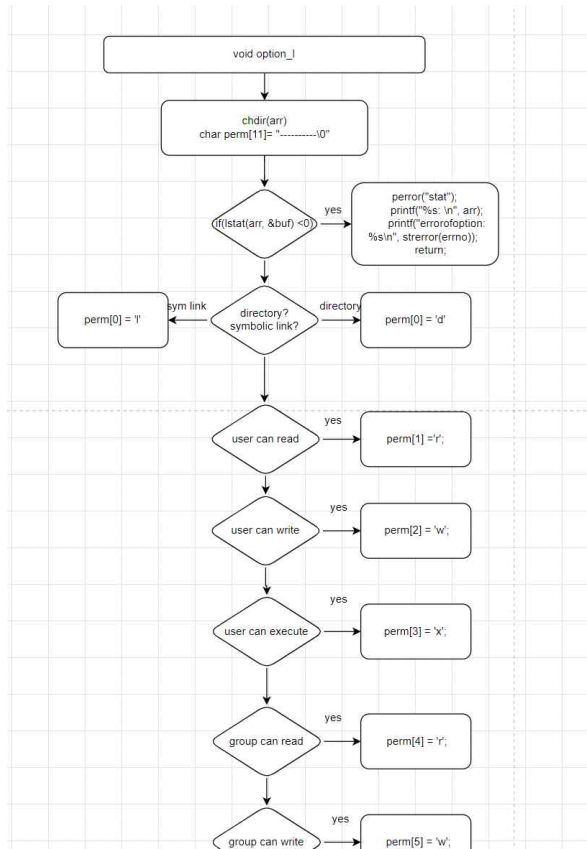 void option_l
chdir(arr)
char perm[11]= "----------\0"
if(lstat(arr, &buf) <0)
yes
perror("stat");
printf("%s: \n", arr);
printf("errorofoption:
%s\n", strerror(errno));
return;
perm[0] = 'l'
sym link
directory?
symbolic link?
directory
perm[0] = 'd'
user can read
yes
perm[1] ='r';
user can write
yes
perm[2] = 'w';
user can execute
yes
perm[3] = 'x';
group can read
yes
perm[4] = 'r';
group can write
yes
perm[5] = 'w';